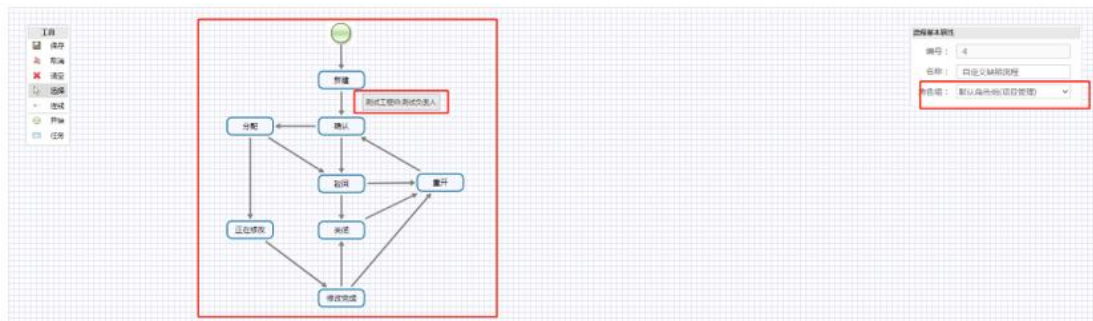 工具
保存
取消
清空
选择
连线
开始
任务
新建
测试工程师,测试负责人
分配
确认
驳回
重开
正在修改
关闭
修改完成
流程基本属性
编号：
名称： 自定义缺陷流程
角色组： 默认角色组(项目管理)